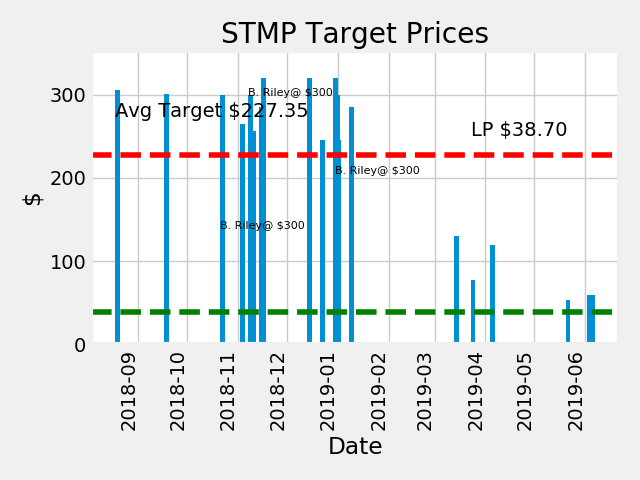 STMP Target Prices
B. Riley@ $300
Avg Target $227.35
LP $38.70
B. Riley@ $300
B. Riley@ $300
$
300
200
100
0
2018-09
2018-10
2018-11
2018-12
2019-01
2019-02
2019-03
2019-04
2019-05
2019-06
Date